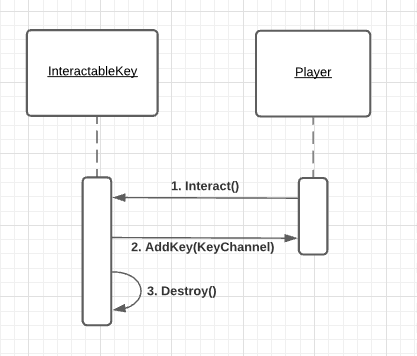 InteractableKey
Player
1. Interact()
2. AddKey(KeyChannel)
3. Destroy()